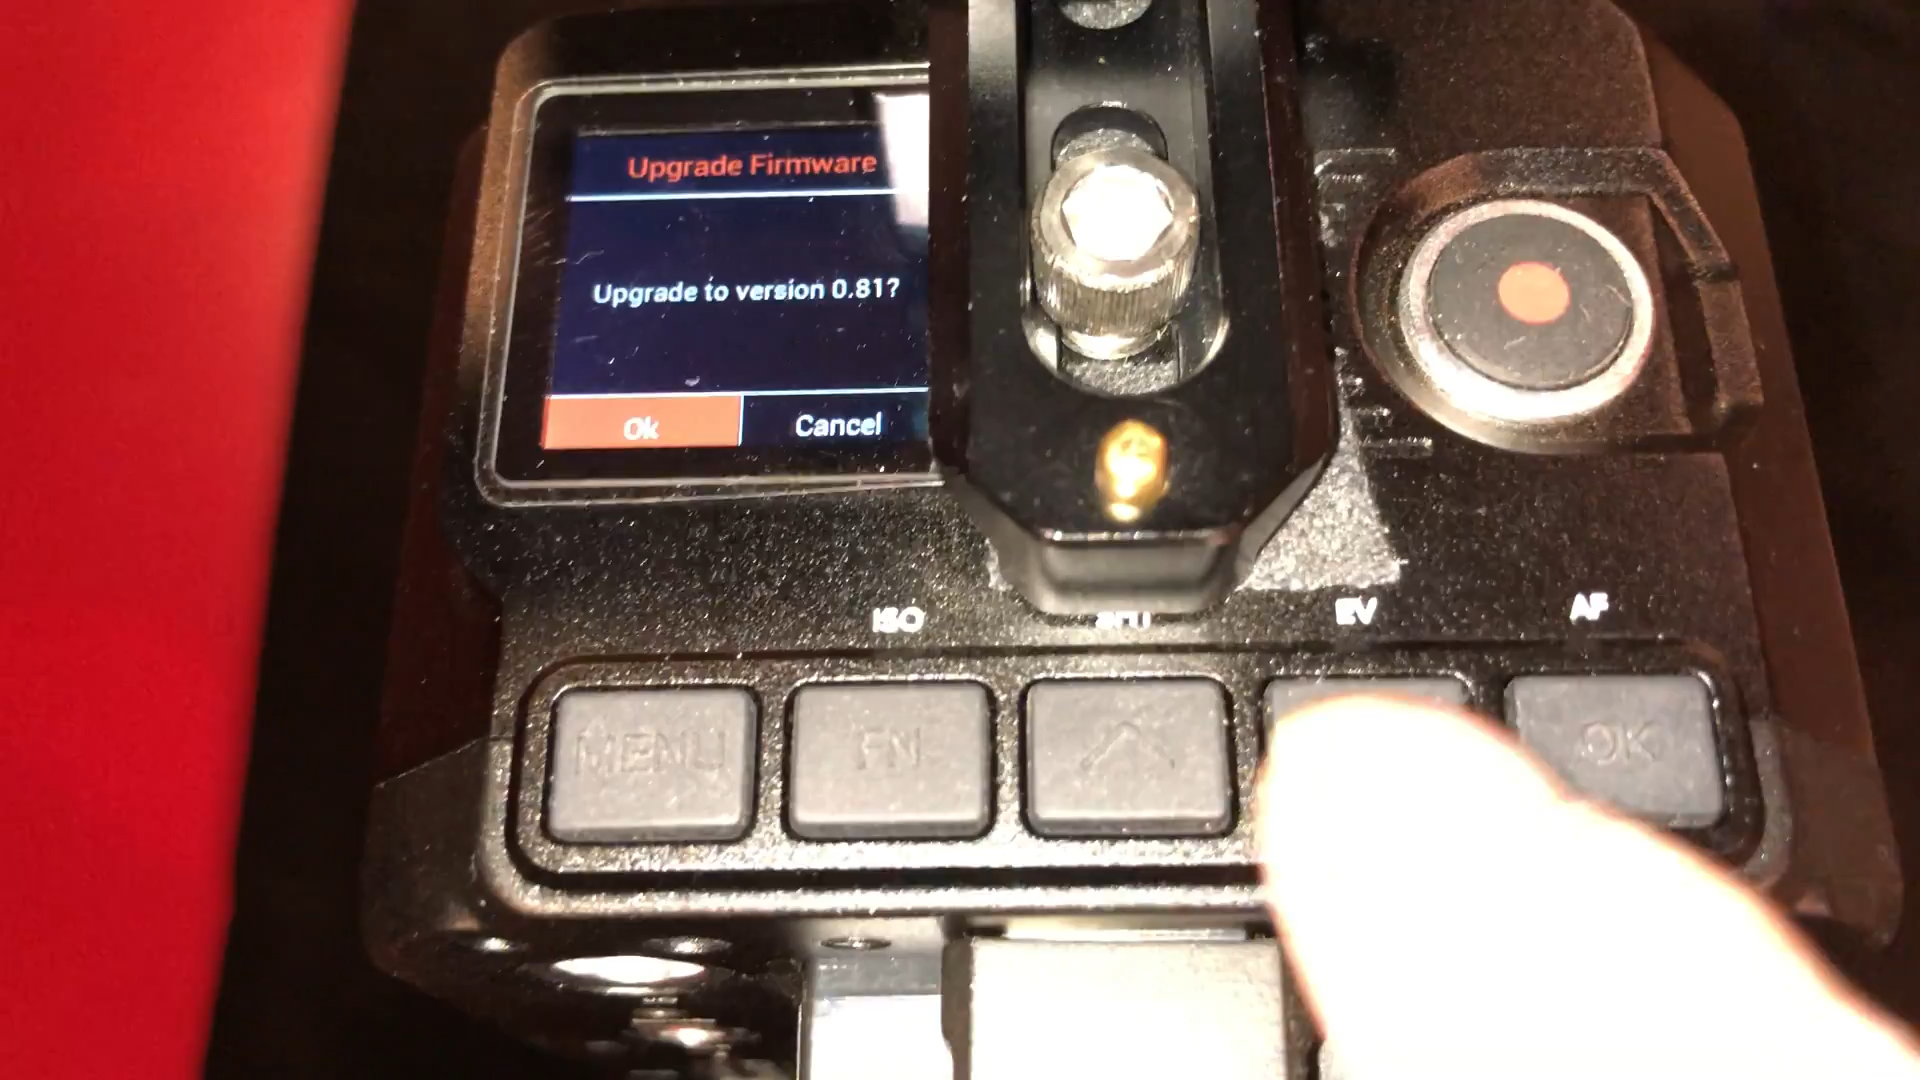 Upgrade Firmware
Upgrade to version 0.81?
Ok
Cancel
ISO
EV
AF
MENU
FN
OK